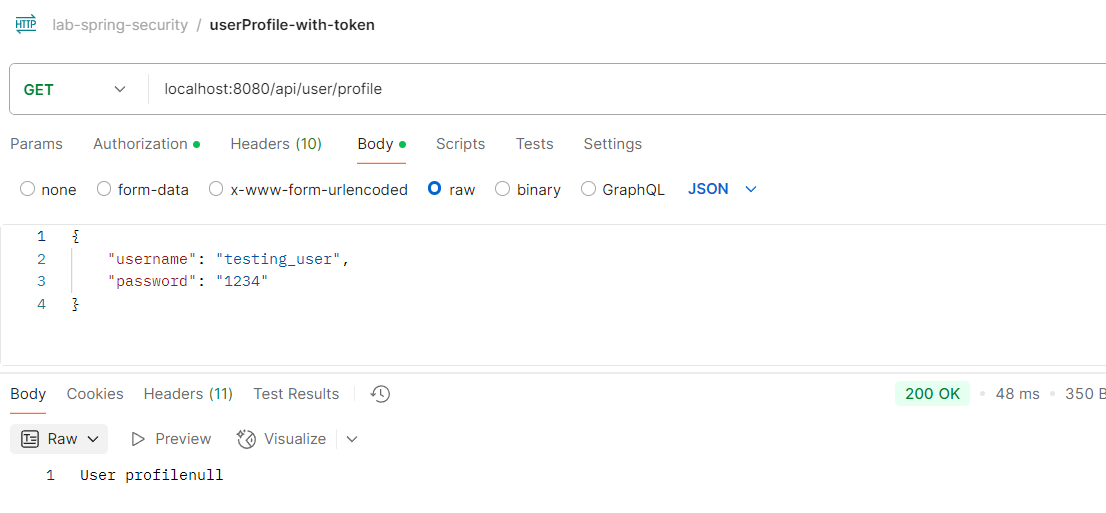 HTTP lab-spring-security / userProfile-with-token
GET localhost:8080/api/user/profile
Params Authorization Headers (10) Body Scripts Tests Settings
none form-data x-www-form-urlencoded raw binary GraphQL JSON
1 {
2 "username": "testing_user",
3 "password": "1234"
4 }
Body Cookies Headers (11) Test Results 200 OK 48 ms 350 B
Raw Preview Visualize
1 User profilenull